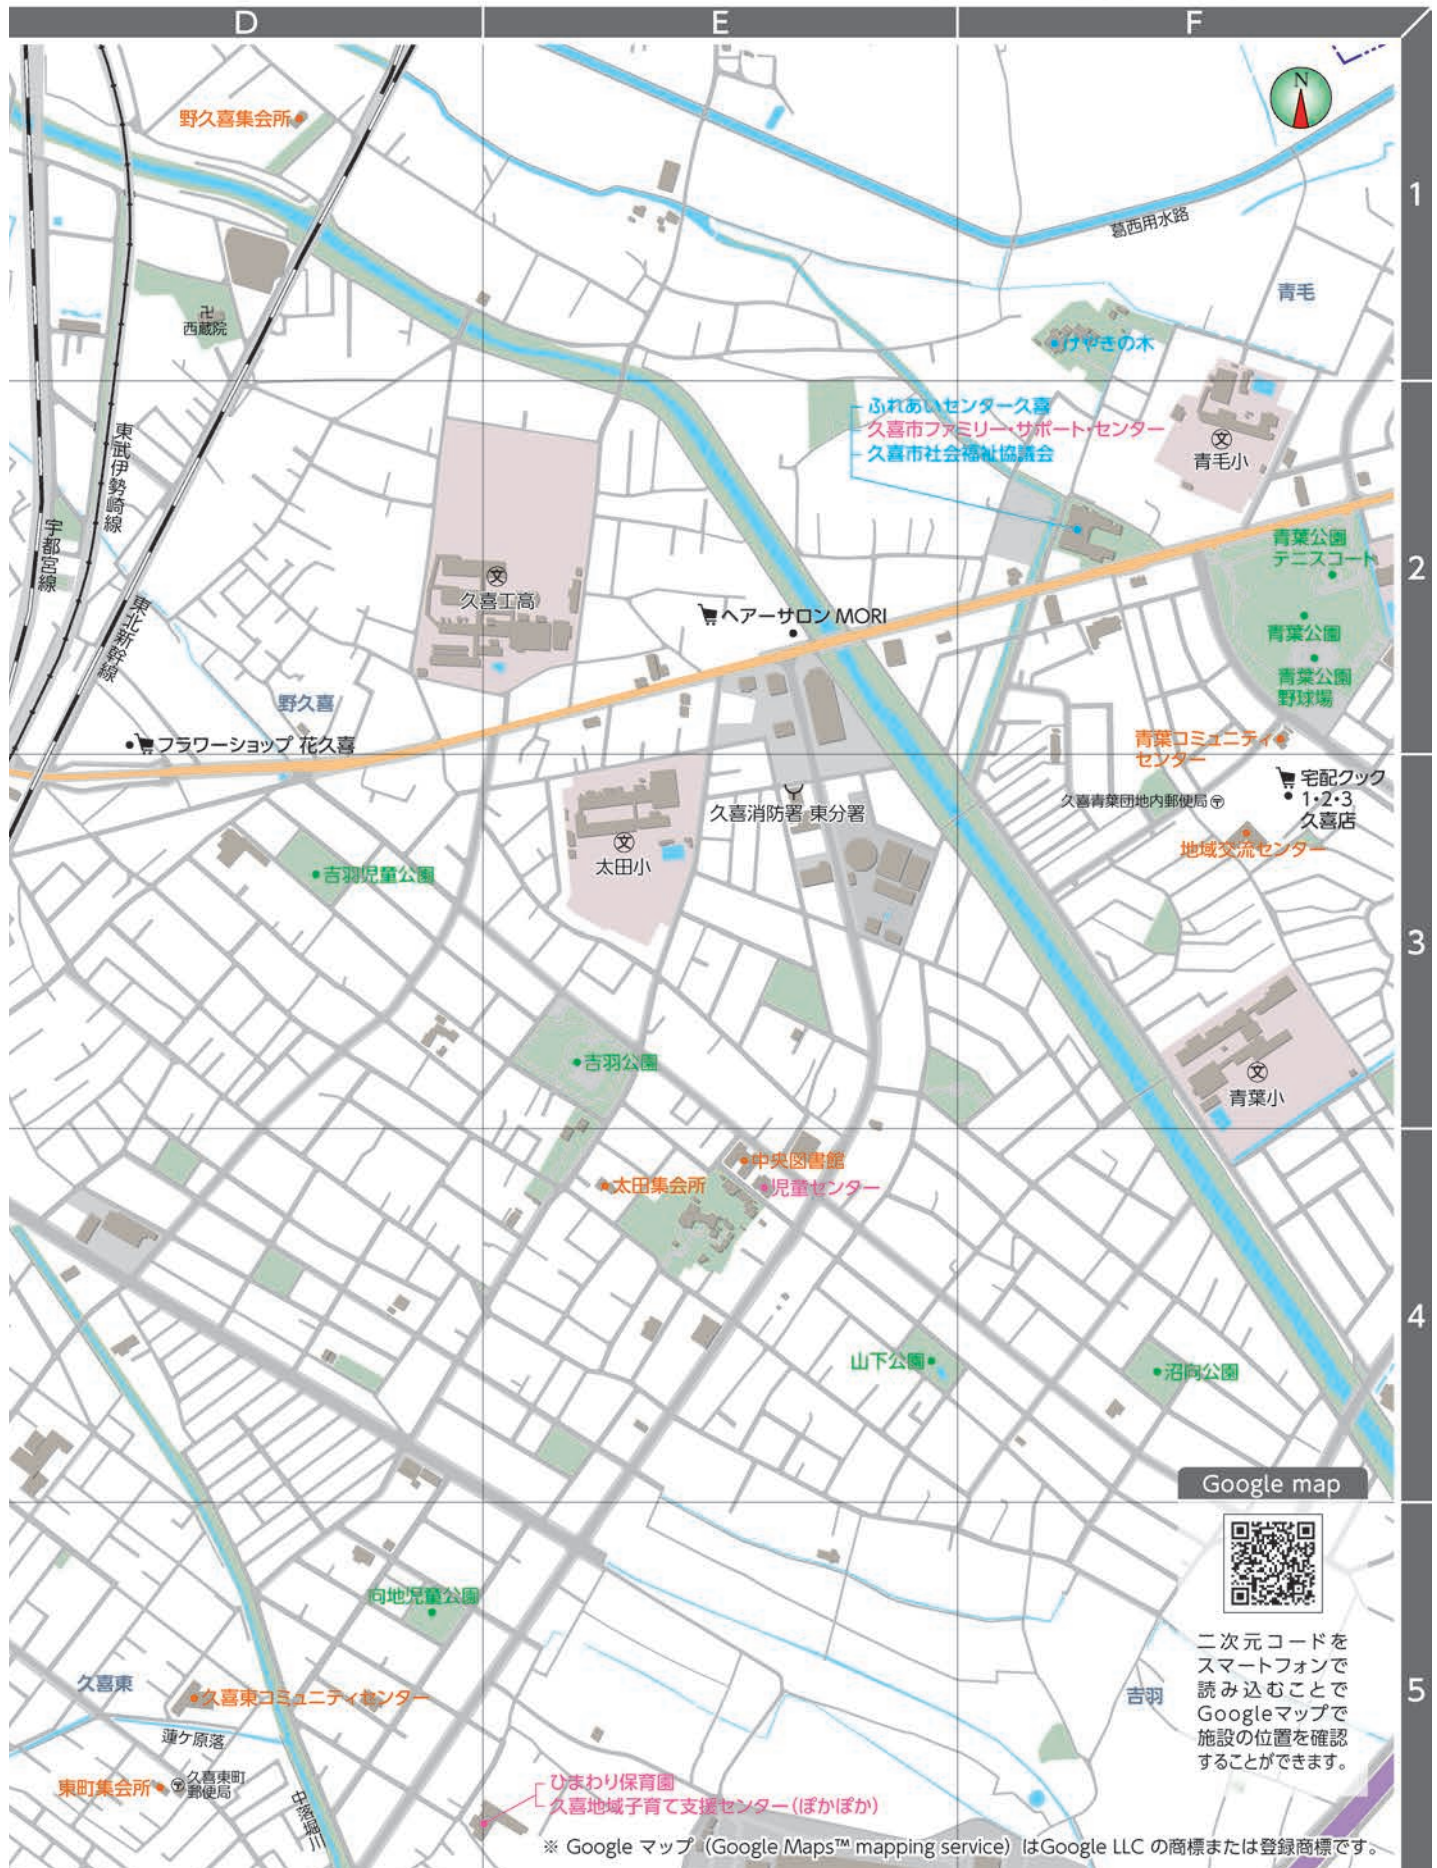 D
E
F
N
野久喜集会所
1
葛西用水路
青毛
卍
西蔵院
けやきの木
ふれあいセンター久喜
久喜市ファミリー・サポート・センター
久喜市社会福祉協議会
文
青毛小
東武伊勢崎線
宇都宮線
東北新幹線
青葉公園
テニスコート
2
文
久喜工高
ヘアーサロン MORI
青葉公園
青葉公園
野球場
野久喜
フラワーショップ 花久喜
青葉コミュニティ
センター
宅配クック
1・2・3
久喜店
久喜青葉団地内郵便局〒
久喜消防署 東分署
文
太田小
地域交流センター
吉羽児童公園
3
吉羽公園
文
青葉小
中央図書館
太田集会所
児童センター
4
山下公園
沼向公園
Google map
向地児童公園
二次元コードを
スマートフォンで
読み込むことで
Googleマップで
施設の位置を確認
することができます。
久喜東
久喜東コミュニティセンター
吉羽
5
蓮ケ原落
東町集会所
〒久喜東町
郵便局
中落堀川
ひまわり保育園
久喜地域子育て支援センター(ぽかぽか)
※ Google マップ (Google Maps™ mapping service) はGoogle LLC の商標または登録商標です。